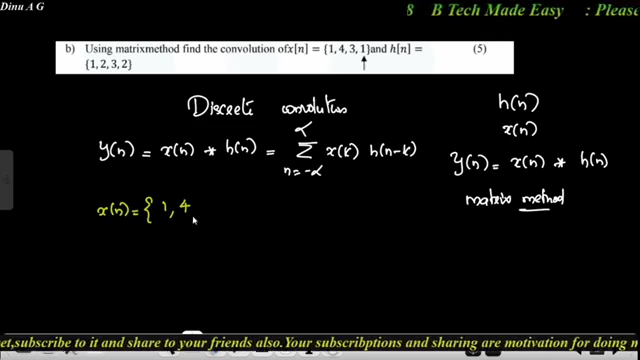 Dinu A G
8 B Tech Made Easy : Please
b) Using matrixmethod find the convolution ofx[n] = {1, 4, 3, 1}and h[n] = (5)
{1, 2, 3, 2}
↑
Discrete convolution
h(n)
x(n)
y(n) = x(n) * h(n) = ∑ x(k) h(n-k)
α
n=-α
y(n) = x(n) * h(n)
matrix method
x(n) = { 1, 4
et,subscribe to it and share to your friends also.Your subscribptions and sharing are motivation for doing m